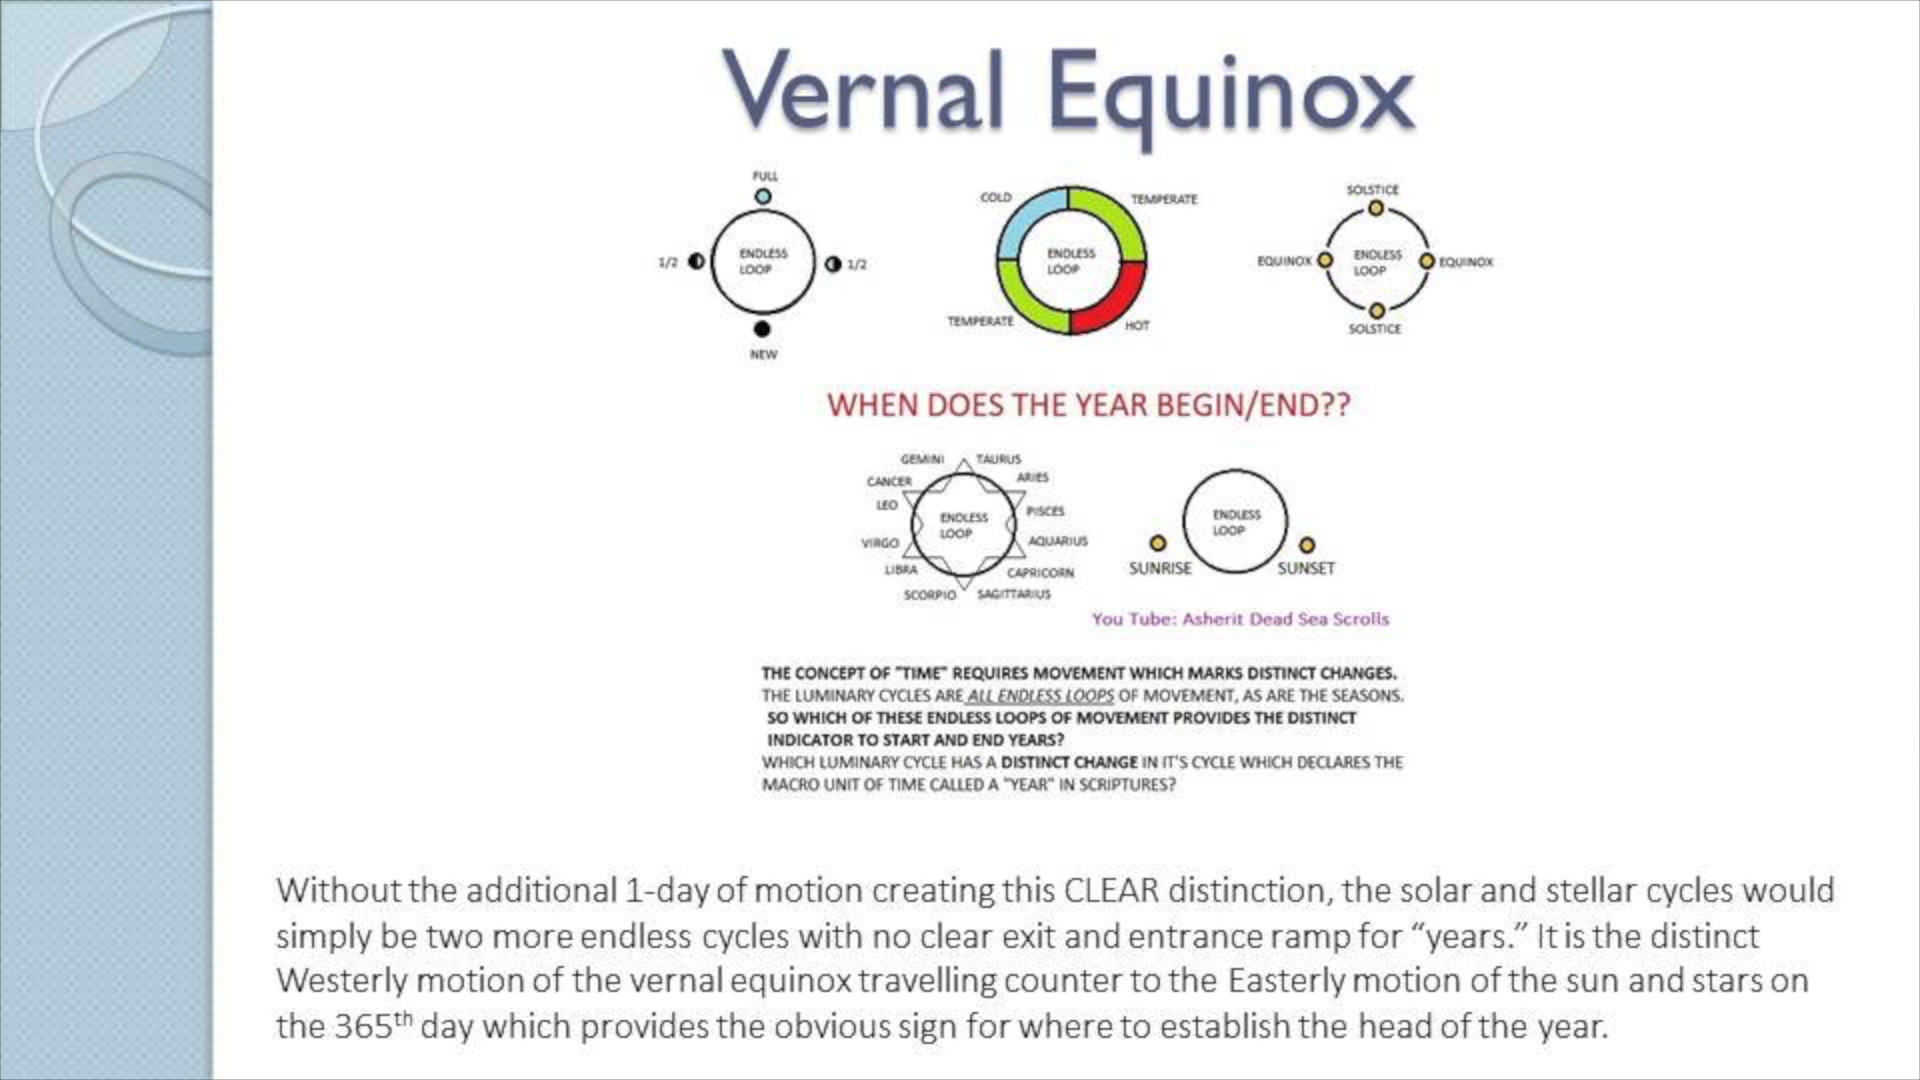 Vernal Equinox
FULL
1/2
ENDLESS
LOOP
1/2
NEW
COLD
TEMPERATE
ENDLESS
LOOP
TEMPERATE
HOT
SOLSTICE
EQUINOX
ENDLESS
LOOP
EQUINOX
SOLSTICE
WHEN DOES THE YEAR BEGIN/END??
GEMINI
TAURUS
CANCER
ARIES
LEO
PISCES
ENDLESS
LOOP
VIRGO
AQUARIUS
LIBRA
CAPRICORN
SCORPIO
SAGITTARIUS
ENDLESS
LOOP
SUNRISE
SUNSET
You Tube: Asherit Dead Sea Scrolls
THE CONCEPT OF "TIME" REQUIRES MOVEMENT WHICH MARKS DISTINCT CHANGES.
THE LUMINARY CYCLES ARE ALL ENDLESS LOOPS OF MOVEMENT, AS ARE THE SEASONS.
SO WHICH OF THESE ENDLESS LOOPS OF MOVEMENT PROVIDES THE DISTINCT
INDICATOR TO START AND END YEARS?
WHICH LUMINARY CYCLE HAS A DISTINCT CHANGE IN IT'S CYCLE WHICH DECLARES THE
MACRO UNIT OF TIME CALLED A "YEAR" IN SCRIPTURES?
Without the additional 1-day of motion creating this CLEAR distinction, the solar and stellar cycles would
simply be two more endless cycles with no clear exit and entrance ramp for “years.” It is the distinct
Westerly motion of the vernal equinox travelling counter to the Easterly motion of the sun and stars on
the 365th day which provides the obvious sign for where to establish the head of the year.